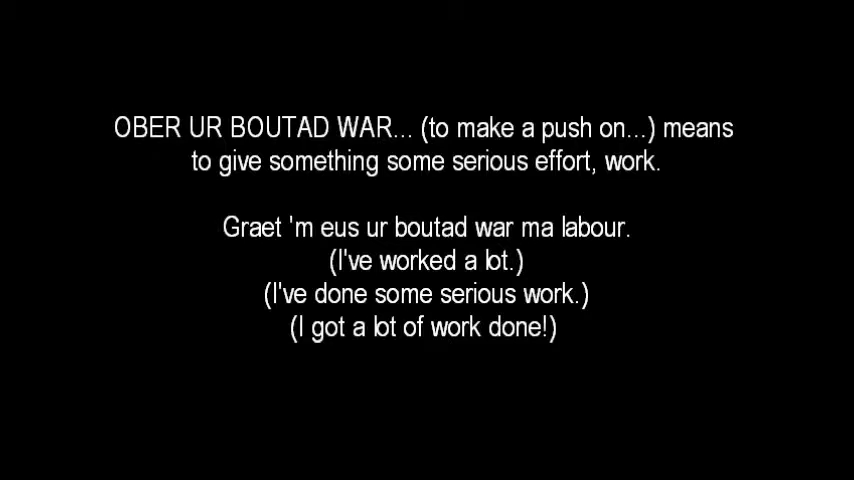 OBER UR BOUTAD WAR... (to make a push on...) means
to give something some serious effort, work.
Graet 'm eus ur boutad war ma labour.
(I've worked a lot.)
(I've done some serious work.)
(I got a lot of work done!)